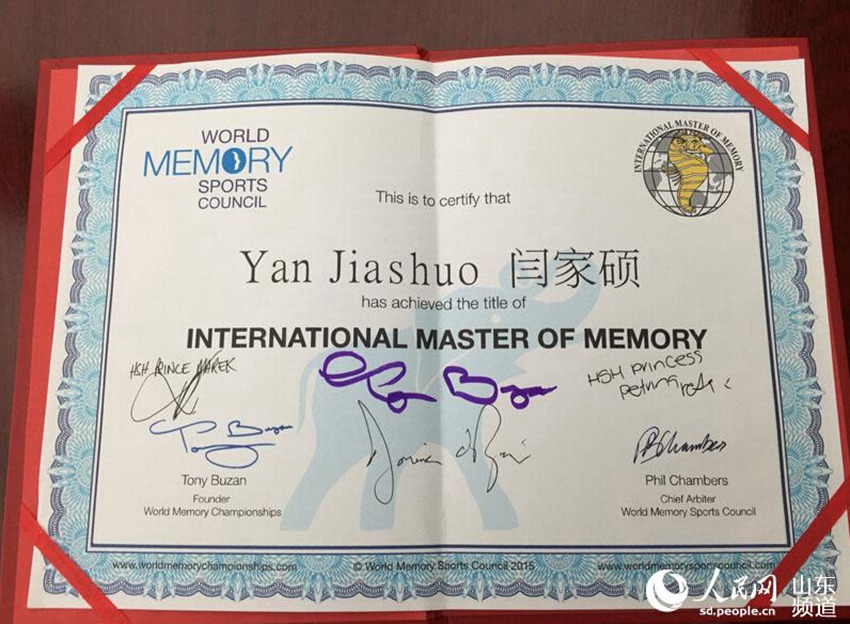 WORLD
MEMORY
SPORTS
COUNCIL
INTERNATIONAL MASTER OF MEMORY
This is to certify that
Yan Jiashuo 闫家硕
has achieved the title of
INTERNATIONAL MASTER OF MEMORY
HSH PRINCE MAREK
HSH princess
Tony Buzan
Tony Buzan
Founder
World Memory Championships
Phil Chambers
Chief Arbiter
World Memory Sports Council
www.worldmemorychampionships.com
© World Memory Sports Council 2015
www.worldmemorysportscouncil.com
人民网 山东频道
sd.people.cn